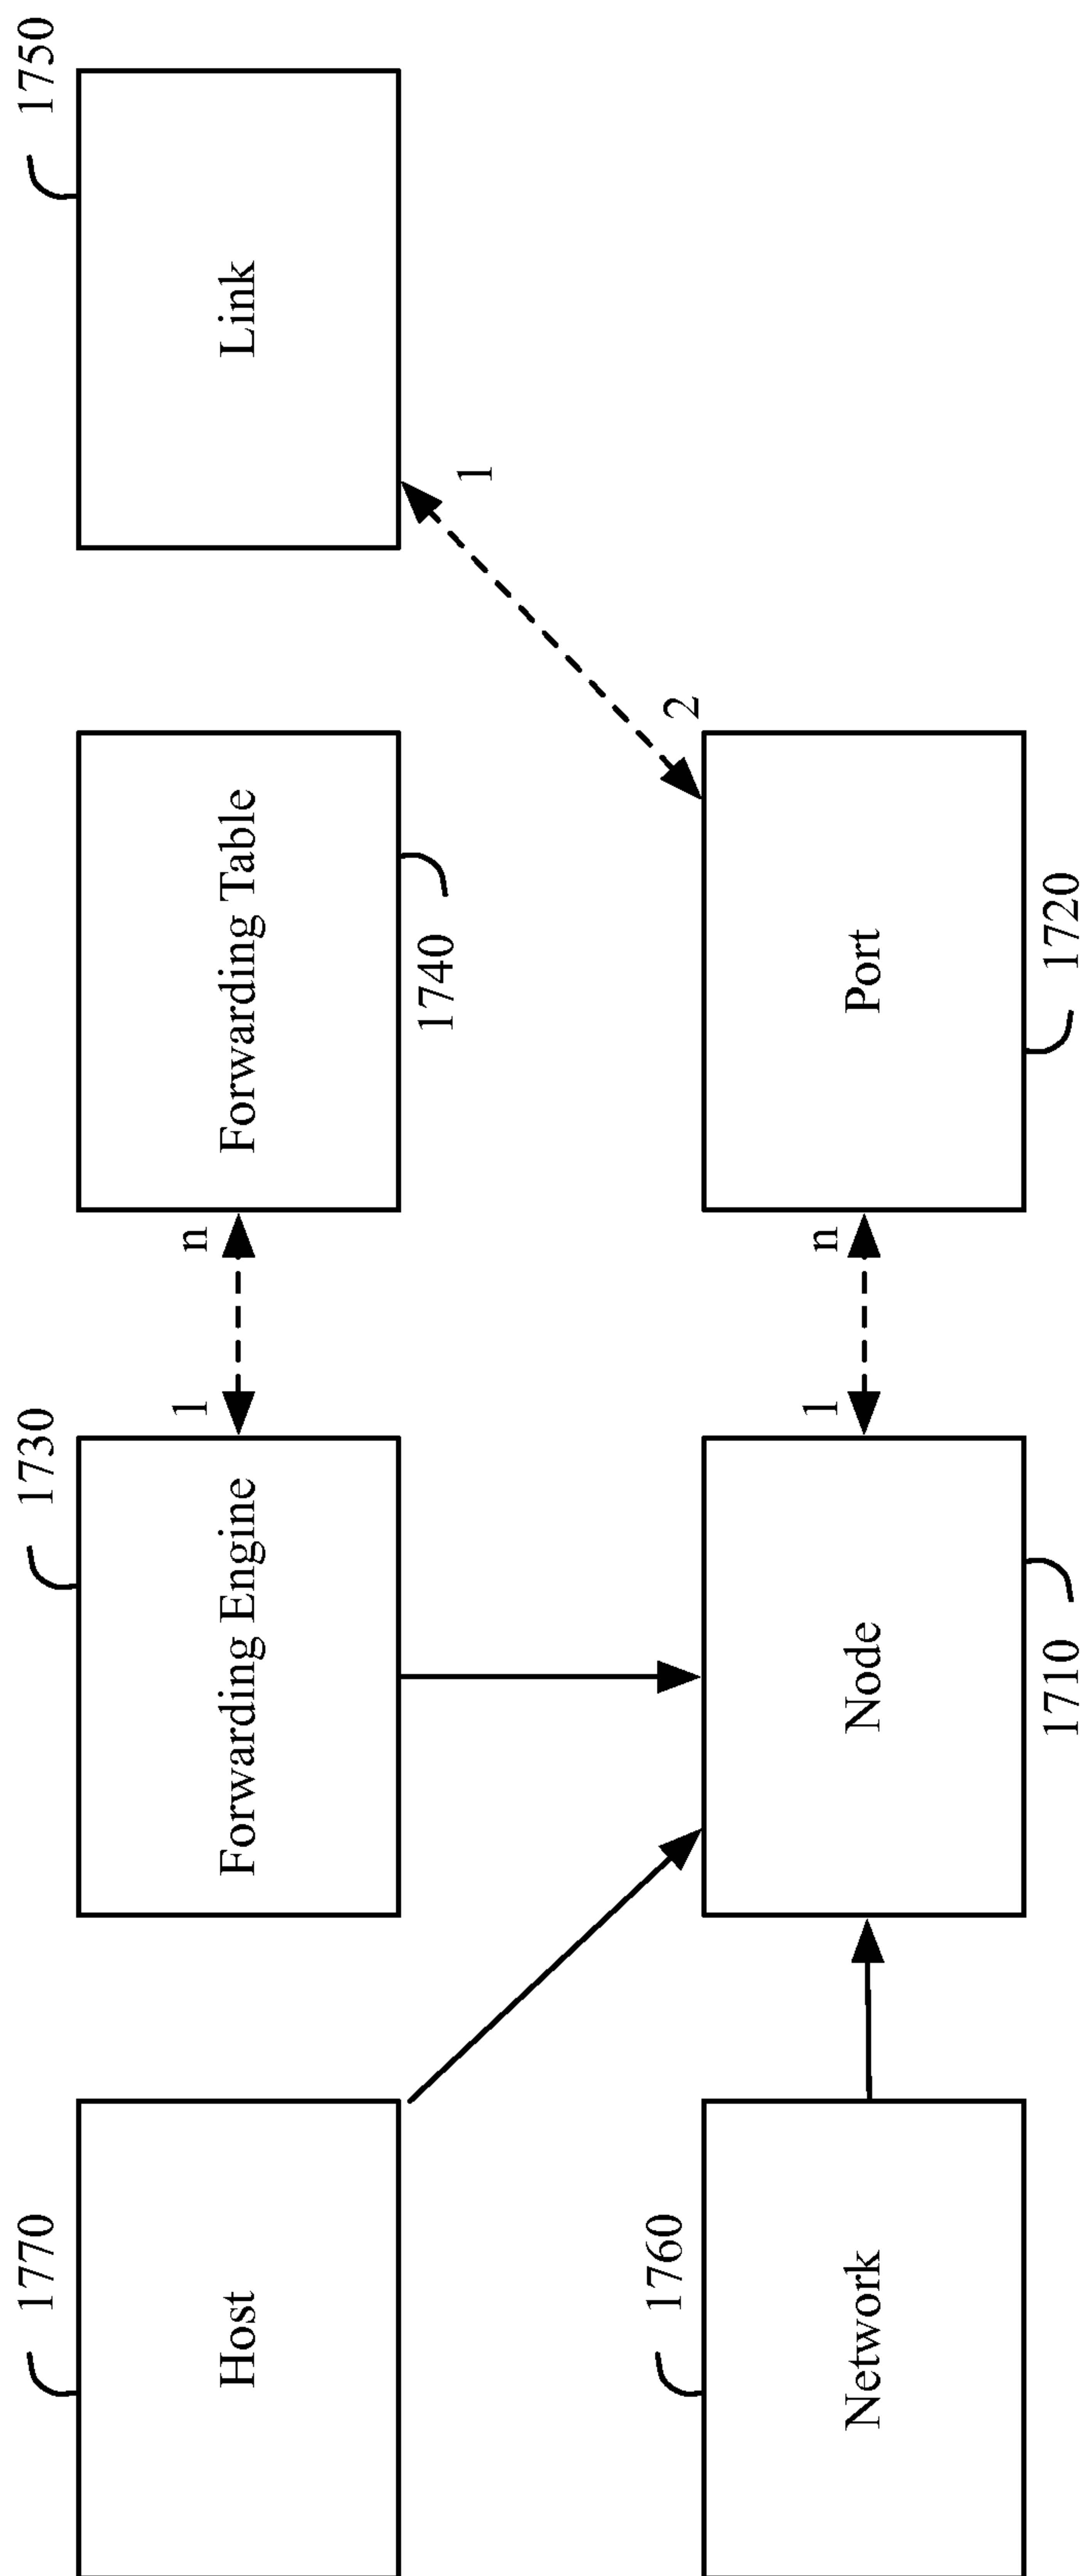 1770
1730
1750
1
n
Host
Forwarding Engine
Forwarding Table
Link
1740
1
1760
2
1
n
Network
Node
Port
1710
1720